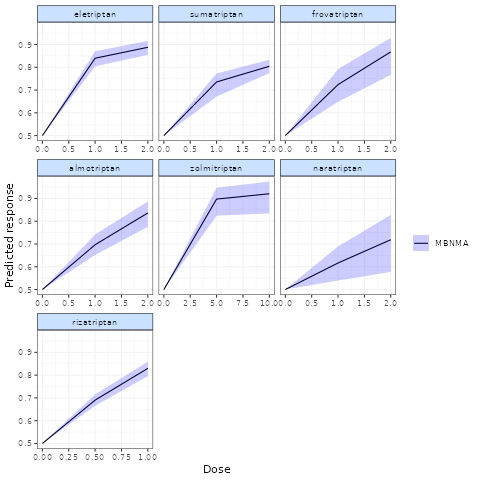 eletriptan sumatriptan frovatriptan
0.9
0.8
0.7
0.6
0.5
0.0 0.5 1.0 1.5 2.0 0.0 0.5 1.0 1.5 2.0 0.0 0.5 1.0 1.5 2.0
almotriptan zolmitriptan naratriptan
0.9
0.8
0.7
0.6
0.5
0.0 0.5 1.0 1.5 2.0 0.0 2.5 5.0 7.5 10.0 0.0 0.5 1.0 1.5 2.0
Predicted response
MBNMA
rizatriptan
0.9
0.8
0.7
0.6
0.5
0.00 0.25 0.50 0.75 1.00
Dose